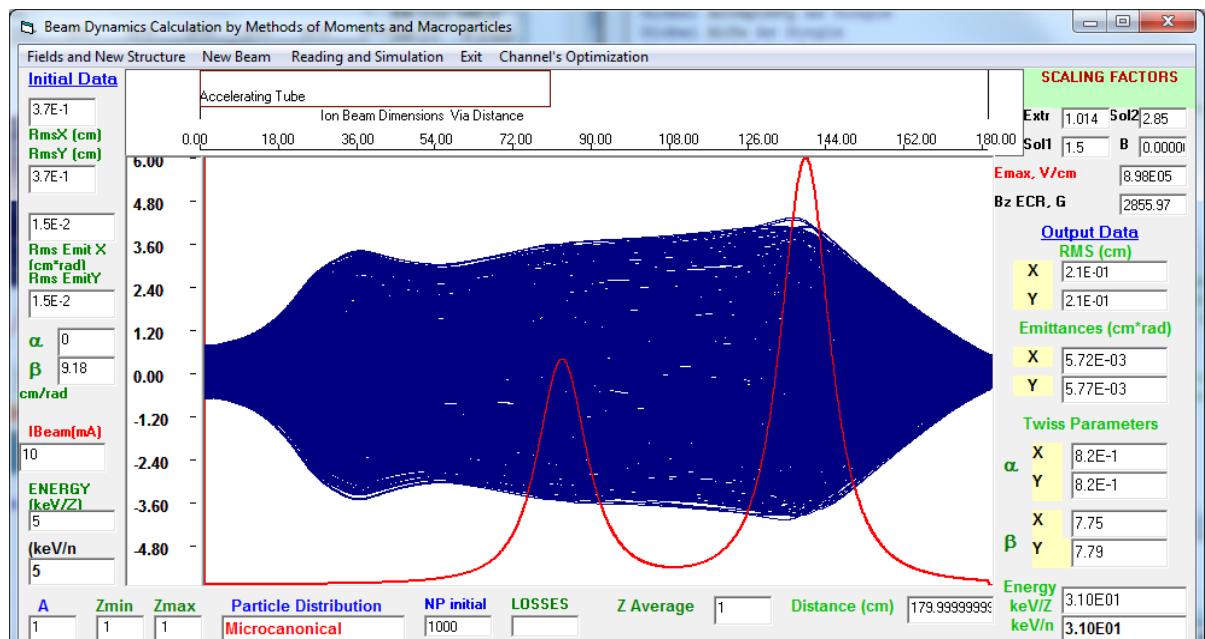 Beam Dynamics Calculation by Methods of Moments and Macroparticles
Fields and New Structure New Beam Reading and Simulation Exit Channel's Optimization
Initial Data
3.7E-1
RmsX (cm)
RmsY (cm)
3.7E-1
1.5E-2
Rms Emit X
(cm*rad)
Rms EmitY
1.5E-2
α 0
β 9.18
cm/rad
IBeam(mA)
10
ENERGY
(keV/Z)
5
(keV/n
5
A Zmin Zmax
1 1 1
Accelerating Tube
Ion Beam Dimensions Via Distance
0.00 18.00 36.00 54.00 72.00 90.00 108.00 126.00 144.00 162.00 180.00
6.00
4.80
3.60
2.40
1.20
0.00
-1.20
-2.40
-3.60
-4.80
Particle Distribution NP initial LOSSES Z Average 1 Distance (cm) 179.99999999
Microcanonical 1000
SCALING FACTORS
Extr 1.014 Sol2 2.85
Sol1 1.5 B 0.0000
Emax, V/cm 8.98E05
Bz ECR, G 2855.97
Output Data
RMS (cm)
X 2.1E-01
Y 2.1E-01
Emittances (cm*rad)
X 5.72E-03
Y 5.77E-03
Twiss Parameters
α X 8.2E-1
Y 8.2E-1
β X 7.75
Y 7.79
Energy
keV/Z 3.10E01
keV/n 3.10E01